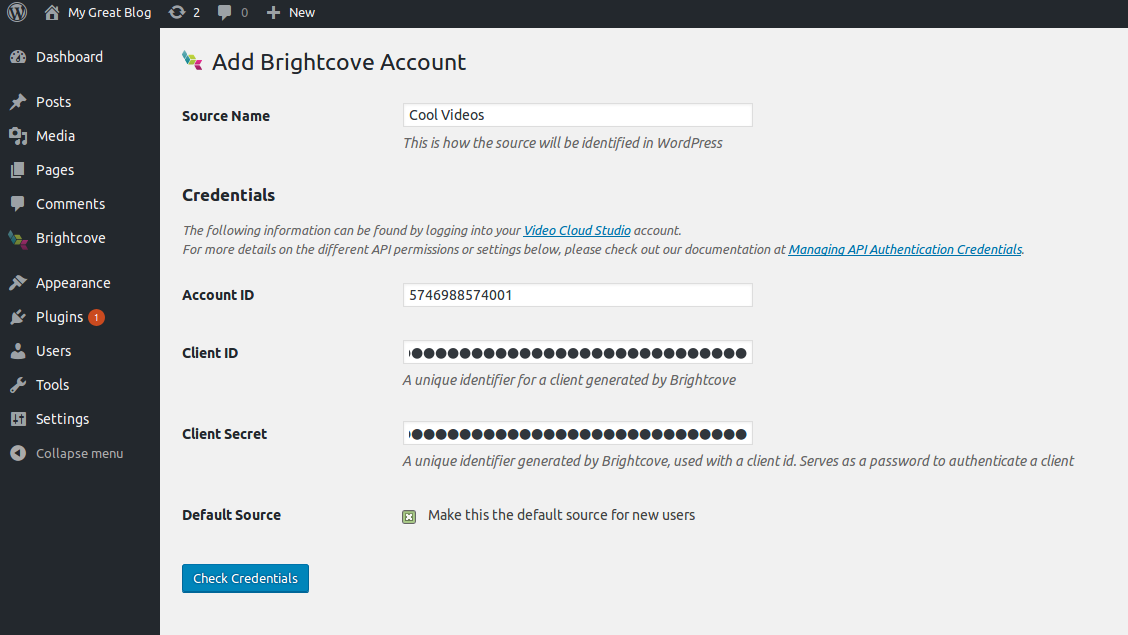 My Great Blog 2 0 New
Dashboard
Posts
Media
Pages
Comments
Brightcove
Appearance
Plugins 1
Users
Tools
Settings
Collapse menu
Add Brightcove Account
Source Name Cool Videos
This is how the source will be identified in WordPress
Credentials
The following information can be found by logging into your Video Cloud Studio account.
For more details on the different API permissions or settings below, please check out our documentation at Managing API Authentication Credentials.
Account ID 5746988574001
Client ID
A unique identifier for a client generated by Brightcove
Client Secret
A unique identifier generated by Brightcove, used with a client id. Serves as a password to authenticate a client
Default Source Make this the default source for new users
Check Credentials